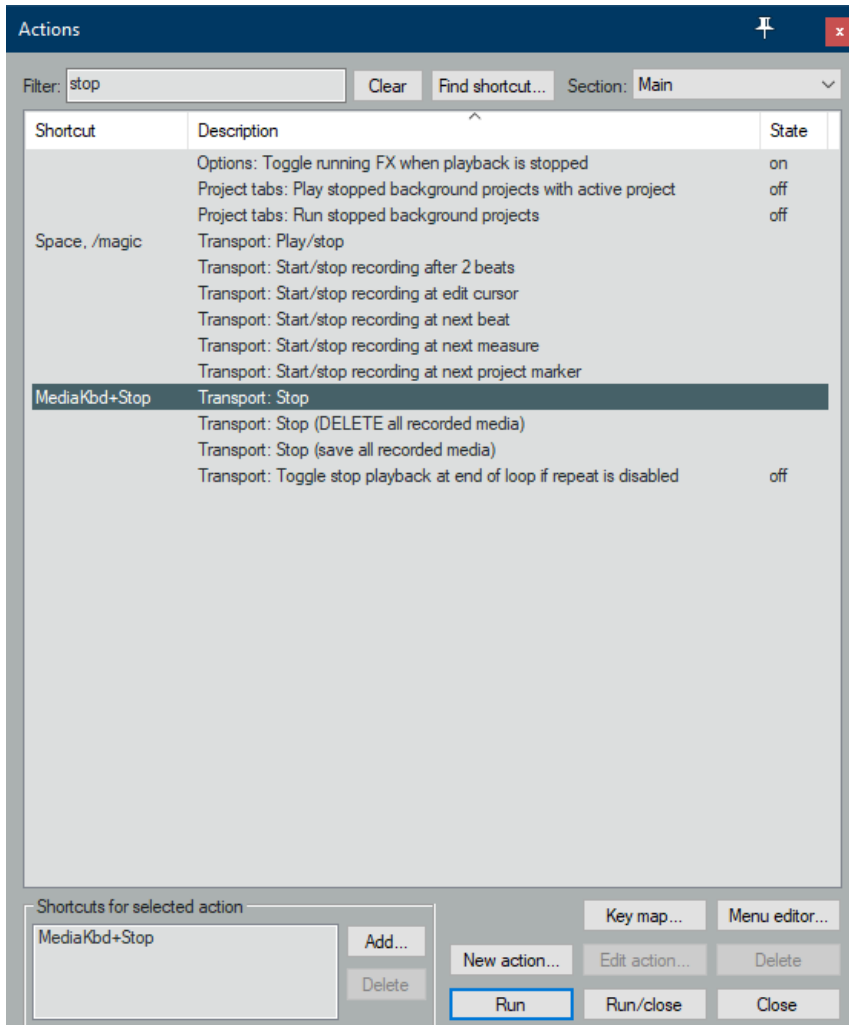 Actions
x
Filter: stop Clear Find shortcut... Section: Main
Shortcut Description State
Options: Toggle running FX when playback is stopped on
Project tabs: Play stopped background projects with active project off
Project tabs: Run stopped background projects off
Space, /magic Transport: Play/stop
Transport: Start/stop recording after 2 beats
Transport: Start/stop recording at edit cursor
Transport: Start/stop recording at next beat
Transport: Start/stop recording at next measure
Transport: Start/stop recording at next project marker
MediaKbd+Stop Transport: Stop
Transport: Stop (DELETE all recorded media)
Transport: Stop (save all recorded media)
Transport: Toggle stop playback at end of loop if repeat is disabled off
Shortcuts for selected action
MediaKbd+Stop
Add...
Delete
Key map... Menu editor...
New action... Edit action... Delete
Run Run/close Close